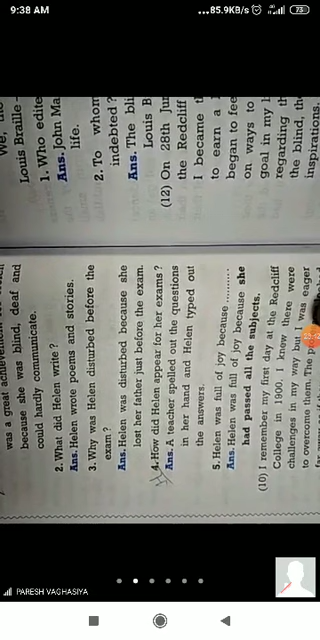 9:38 AM
...85.9KB/s
73
was a great
because she was blind, deaf and
could hardly communicate.
2. What did Helen write ?
Ans. Helen wrote poems and stories.
3. Why was Helen disturbed before the
exam ?
Ans. Helen was disturbed because she
lost her father just before the exam.
4. How did Helen appear for her exams ?
Ans. A teacher spelled out the questions
in her hand and Helen typed out
the answers.
5. Helen was full of joy because ..........
Ans. Helen was full of joy because she
had passed all the subjects.
(10) I remember my first day at the Redcliff
College in 1900. I knew there were
challenges in my way but I was eager
to overcome them. The
We,
Louis Braille -
1. Who edite
Ans. John Ma
life.
2. To whom
indebted ?
Ans. The bli
Louis B
(12) On 28th Jun
the Redcliff
I became t
to earn a
began to fee
on ways to
goal in my l
regarding th
the blind, th
inspirations.
PARESH VAGHASIYA